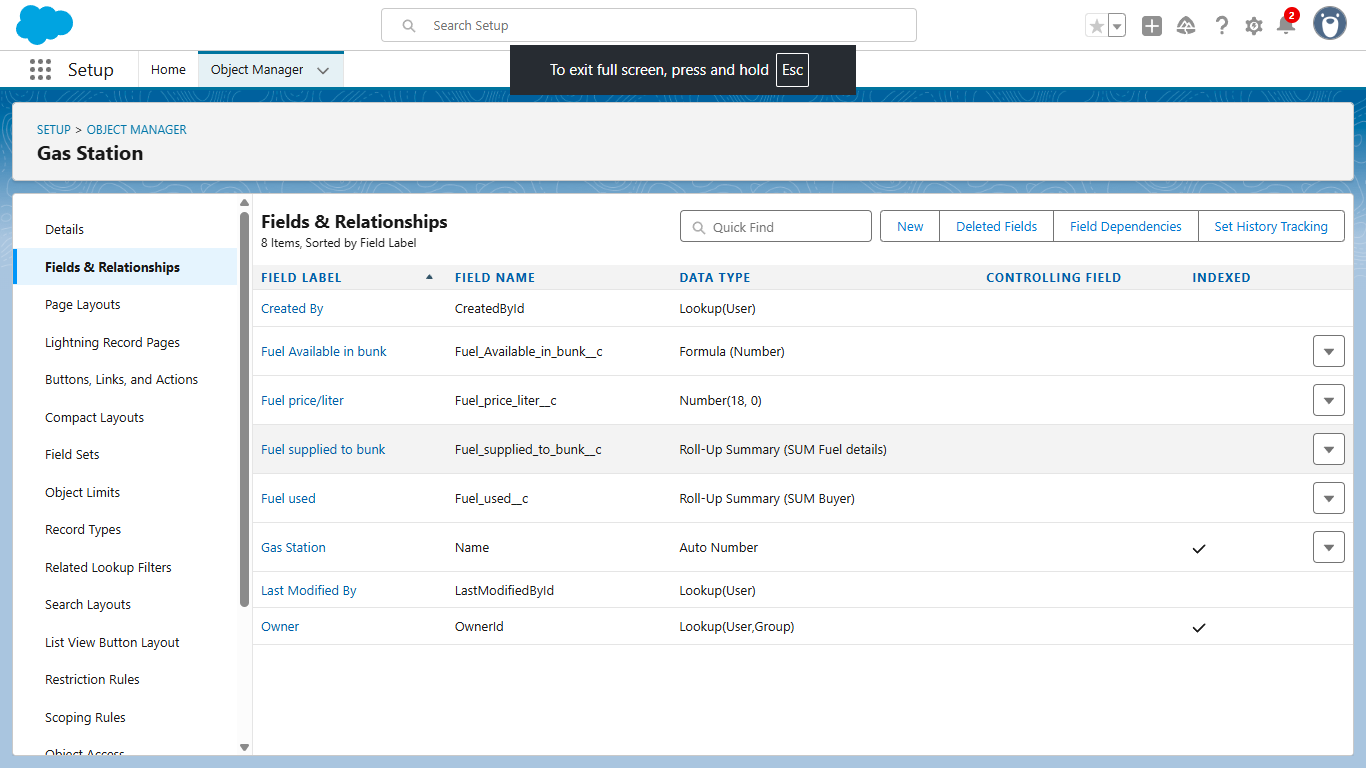 Search Setup
2
Setup
Home
Object Manager
To exit full screen, press and hold Esc
SETUP > OBJECT MANAGER
Gas Station
Details
Fields & Relationships
Page Layouts
Lightning Record Pages
Buttons, Links, and Actions
Compact Layouts
Field Sets
Object Limits
Record Types
Related Lookup Filters
Search Layouts
List View Button Layout
Restriction Rules
Scoping Rules
Object Access
Fields & Relationships
8 Items, Sorted by Field Label
Quick Find
New
Deleted Fields
Field Dependencies
Set History Tracking
FIELD LABEL FIELD NAME DATA TYPE CONTROLLING FIELD INDEXED
Created By CreatedById Lookup(User)
Fuel Available in bunk Fuel_Available_in_bunk__c Formula (Number)
Fuel price/liter Fuel_price_liter__c Number(18, 0)
Fuel supplied to bunk Fuel_supplied_to_bunk__c Roll-Up Summary (SUM Fuel details)
Fuel used Fuel_used__c Roll-Up Summary (SUM Buyer)
Gas Station Name Auto Number
Last Modified By LastModifiedById Lookup(User)
Owner OwnerId Lookup(User,Group)